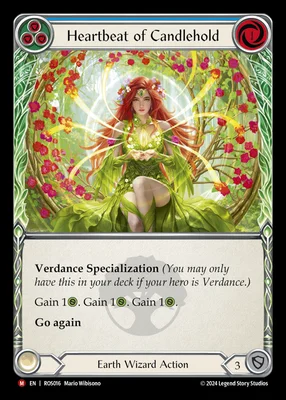 Heartbeat of Candlehold
1
Verdance Specialization (You may only
have this in your deck if your hero is Verdance.)
Gain 1. Gain 1. Gain 1.
Go again
Earth Wizard Action
3
M EN | ROS016 Mario Wibisono
©2024 Legend Story Studios